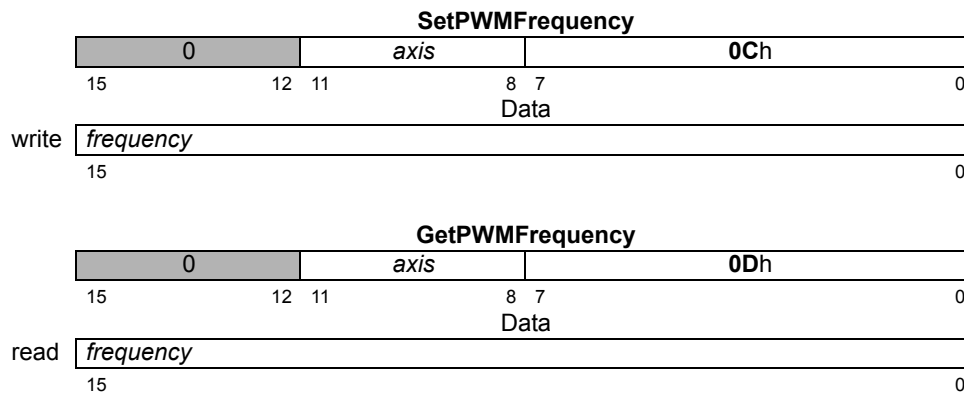 SetPWMFrequency
0 axis 0Ch
15 12 11 8 7 0
Data
write frequency
15 0
GetPWMFrequency
0 axis 0Dh
15 12 11 8 7 0
Data
read frequency
15 0